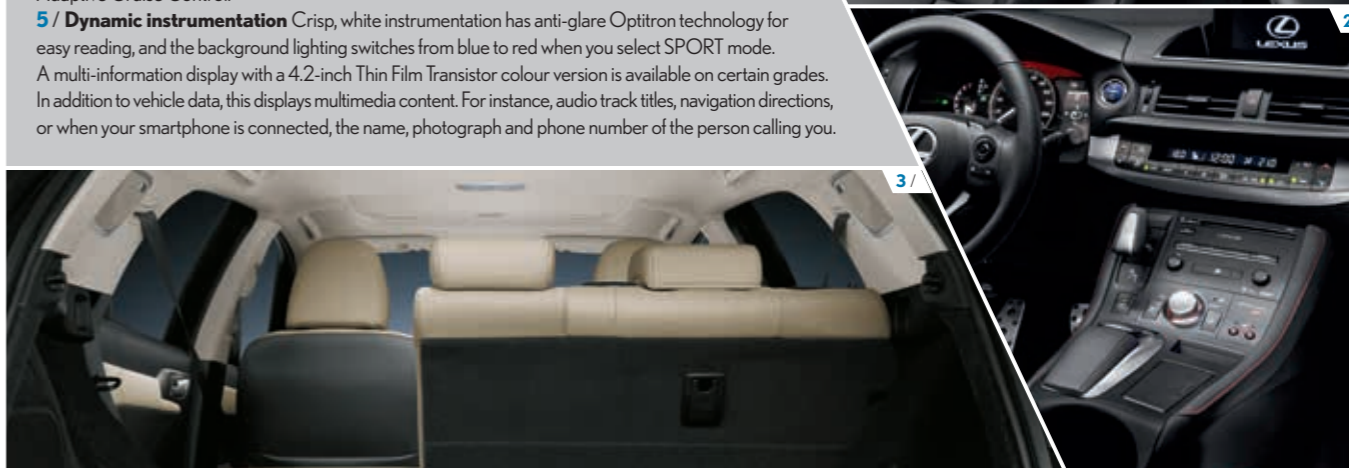 5 / Dynamic instrumentation Crisp, white instrumentation has anti-glare Optitron technology for
easy reading, and the background lighting switches from blue to red when you select SPORT mode.
A multi-information display with a 4.2-inch Thin Film Transistor colour version is available on certain grades.
In addition to vehicle data, this displays multimedia content. For instance, audio track titles, navigation directions,
or when your smartphone is connected, the name, photograph and phone number of the person calling you.
2
LEXUS
12:00
3 /